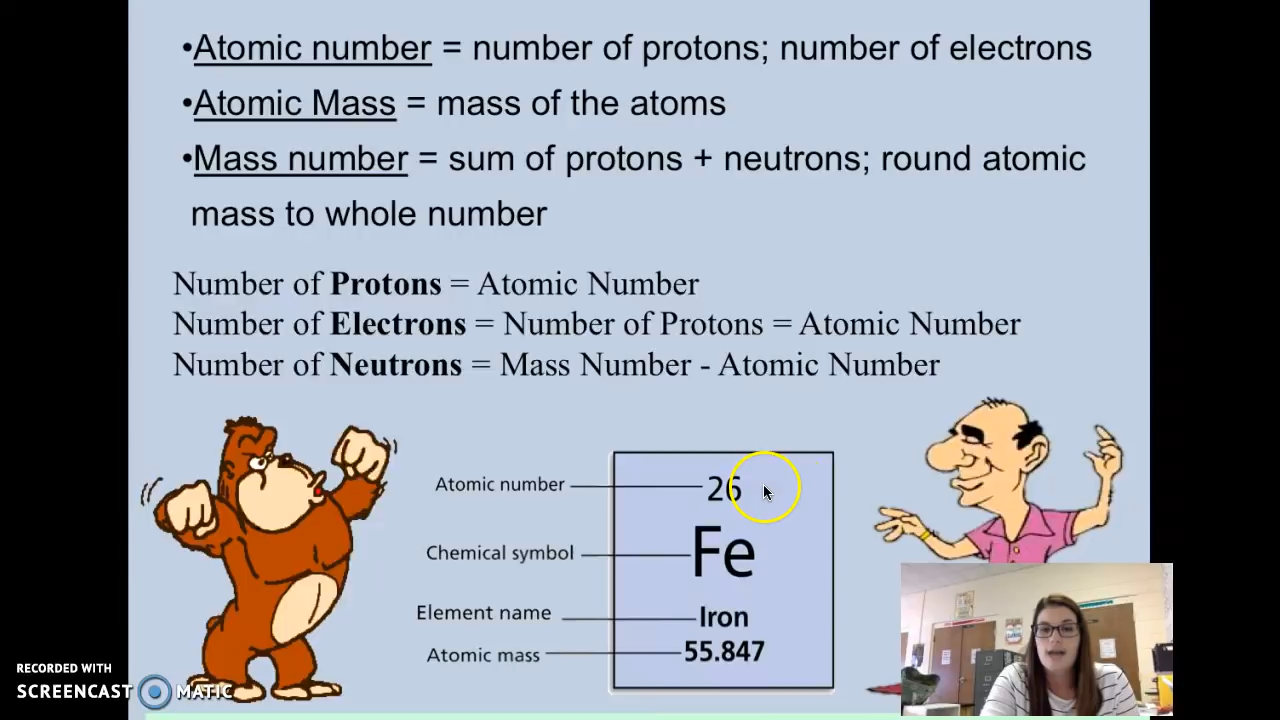 •Atomic number = number of protons; number of electrons
•Atomic Mass = mass of the atoms
•Mass number = sum of protons + neutrons; round atomic
mass to whole number
Number of Protons = Atomic Number
Number of Electrons = Number of Protons = Atomic Number
Number of Neutrons = Mass Number - Atomic Number
Atomic number 26
Chemical symbol Fe
Element name Iron
Atomic mass 55.847
RECORDED WITH
SCREENCAST MATIC